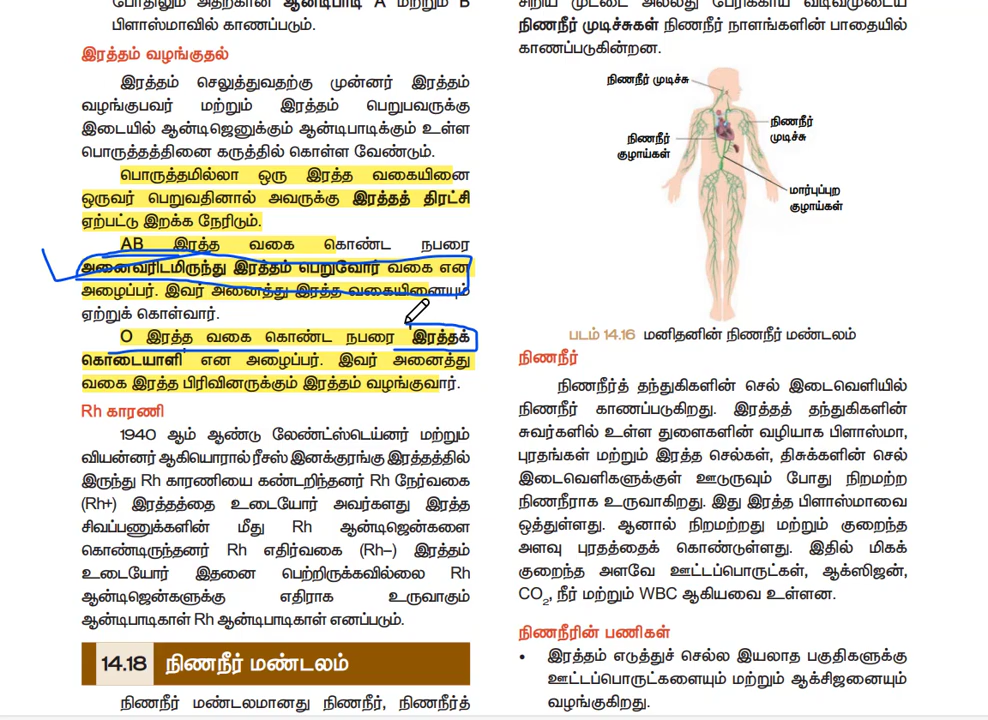 போதிலும் அதற்கான ஆன்டிபாடி A மற்றும் B
பிளாஸ்மாவில் காணப்படும்.
இரத்தம் வழங்குதல்
இரத்தம் செலுத்துவதற்கு முன்னர் இரத்தம்
வழங்குபவர் மற்றும் இரத்தம் பெறுபவருக்கு
இடையில் ஆன்டிஜெனுக்கும் ஆன்டிபாடிக்கும் உள்ள
பொருத்தத்தினை கருத்தில் கொள்ள வேண்டும்.
பொருத்தமில்லா ஒரு இரத்த வகையினை
ஒருவர் பெறுவதினால் அவருக்கு இரத்தத் திரட்சி
ஏற்பட்டு இறக்க நேரிடும்.
AB இரத்த வகை கொண்ட நபரை
அனைவரிடமிருந்து இரத்தம் பெறுவோர் வகை என
அழைப்பர். இவர் அனைத்து இரத்த வகையினையும்
ஏற்றுக் கொள்வார்.
O இரத்த வகை கொண்ட நபரை இரத்தக்
கொடையாளி என அழைப்பர். இவர் அனைத்து
வகை இரத்த பிரிவினருக்கும் இரத்தம் வழங்குவார்.
Rh காரணி
1940 ஆம் ஆண்டு லேண்ட்ஸ்டெய்னர் மற்றும்
வியன்னர் ஆகியொரால் ரீசஸ் இனக்குரங்கு இரத்தத்தில்
இருந்து Rh காரணியை கண்டறிந்தனர் Rh நேர்வகை
(Rh+) இரத்தத்தை உடையோர் அவர்களது இரத்த
சிவப்பணுக்களின் மீது Rh ஆன்டிஜென்களை
கொண்டிருந்தனர் Rh எதிர்வகை (Rh–) இரத்தம்
உடையோர் இதனை பெற்றிருக்கவில்லை Rh
ஆன்டிஜென்களுக்கு எதிராக உருவாகும்
ஆன்டிபாடிகாள் Rh ஆன்டிபாடிகாள் எனப்படும்.
14.18 நிணநீர் மண்டலம்
நிணநீர் மண்டலமானது நிணநீர், நிணநீர்த்
சிறிய முட்டை அல்லது பேரிக்காய் வடிவமுடைய
நிணநீர் முடிச்சுகள் நிணநீர் நாளங்களின் பாதையில்
காணப்படுகின்றன.
நிணநீர் முடிச்சு
நிணநீர்
முடிச்சு
நிணநீர்
குழாய்கள்
மார்புப்புற
குழாய்கள்
படம் 14.16 மனிதனின் நிணநீர் மண்டலம்
நிணநீர்
நிணநீர்த் தந்துகிகளின் செல் இடைவெளியில்
நிணநீர் காணப்படுகிறது. இரத்தத் தந்துகிகளின்
சுவர்களில் உள்ள துளைகளின் வழியாக பிளாஸ்மா,
புரதங்கள் மற்றும் இரத்த செல்கள், திசுக்களின் செல்
இடைவெளிகளுக்குள் ஊடுருவும் போது நிறமற்ற
நிணநீராக உருவாகிறது. இது இரத்த பிளாஸ்மாவை
ஒத்துள்ளது. ஆனால் நிறமற்றது மற்றும் குறைந்த
அளவு புரதத்தைக் கொண்டுள்ளது. இதில் மிகக்
குறைந்த அளவே ஊட்டப்பொருட்கள், ஆக்ஸிஜன்,
CO₂, நீர் மற்றும் WBC ஆகியவை உள்ளன.
நிணநீரின் பணிகள்
• இரத்தம் எடுத்துச் செல்ல இயலாத பகுதிகளுக்கு
ஊட்டப்பொருட்களையும் மற்றும் ஆக்சிஜனையும்
வழங்குகிறது.